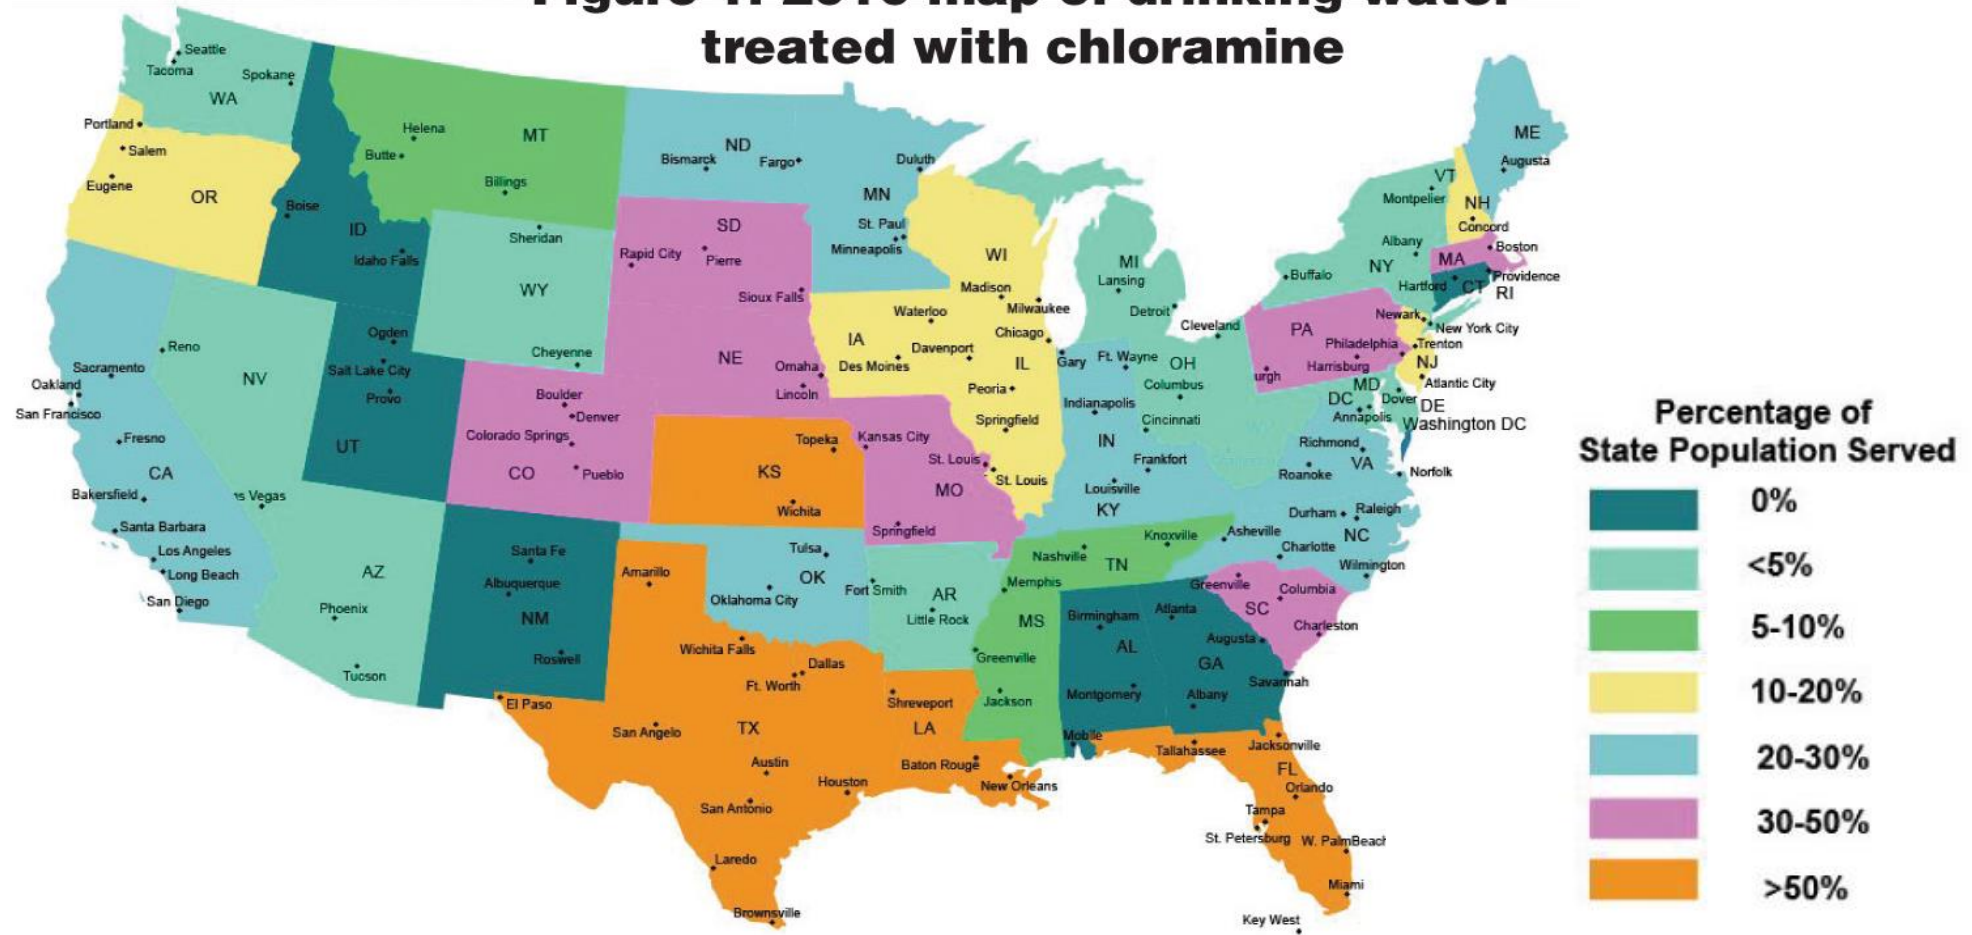 Figure 1: 2018 map of drinking water
treated with chloramine
Seattle
Tacoma
Spokane
WA
Portland
Salem
Eugene
OR
Boise
ID
Idaho Falls
Helena
MT
Butte
Billings
Sheridan
WY
Cheyenne
ND
Bismarck
Fargo
Duluth
MN
St. Paul
Minneapolis
SD
Rapid City
Pierre
Sioux Falls
NE
Omaha
Lincoln
WI
Madison
Milwaukee
Waterloo
IA
Davenport
Des Moines
Chicago
IL
Peoria
Springfield
MI
Lansing
Detroit
Cleveland
Gary
Ft. Wayne
OH
Columbus
Indianapolis
Cincinnati
IN
Frankfort
Louisville
KY
ME
Augusta
VT
Montpelier
NH
Concord
Albany
Boston
MA
NY
Buffalo
Providence
Hartford
CT
RI
Newark
New York City
PA
Philadelphia
Trenton
Harrisburg
urgh
NJ
Atlantic City
MD
DC
Dover
DE
Annapolis
Washington DC
Richmond
VA
Roanoke
Norfolk
Durham
Raleigh
Asheville
NC
Charlotte
Wilmington
Reno
NV
Sacramento
Oakland
San Francisco
Fresno
CA
Bakersfield
as Vegas
Santa Barbara
Los Angeles
Long Beach
San Diego
Ogden
Salt Lake City
Provo
UT
Boulder
Denver
Colorado Springs
CO
Pueblo
Topeka
KS
Wichita
Kansas City
St. Louis
St. Louis
MO
Springfield
AZ
Phoenix
Tucson
Santa Fe
Albuquerque
NM
Roswell
Amarillo
Tulsa
OK
Oklahoma City
Fort Smith
AR
Little Rock
Nashville
Knoxville
TN
Memphis
MS
Greenville
Jackson
Birmingham
AL
Montgomery
Mobile
Atlanta
Augusta
GA
Savannah
Albany
Greenville
Columbia
SC
Charleston
El Paso
Wichita Falls
Dallas
Ft. Worth
San Angelo
TX
Austin
Houston
San Antonio
Laredo
Brownsville
Shreveport
LA
Baton Rouge
New Orleans
Tallahassee
Jacksonville
FL
Orlando
Tampa
St. Petersburg
W. PalmBeach
Miami
Key West
Percentage of
State Population Served
0%
<5%
5-10%
10-20%
20-30%
30-50%
>50%